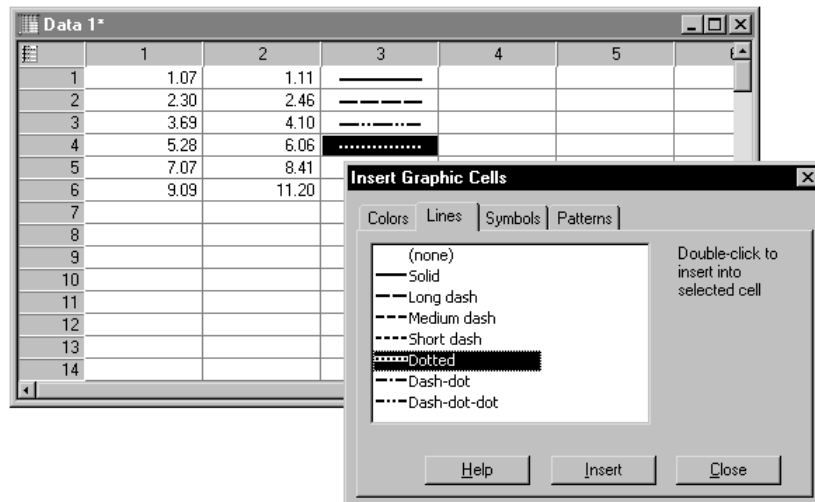 Data 1*
1 2 3 4 5
1 1.07 1.11
2 2.30 2.46
3 3.69 4.10
4 5.28 6.06
5 7.07 8.41
6 9.09 11.20
7
8
9
10
11
12
13
14
Insert Graphic Cells
Colors Lines Symbols Patterns
(none)
Solid
Long dash
Medium dash
Short dash
Dotted
Dash-dot
Dash-dot-dot
Double-click to
insert into
selected cell
Help Insert Close